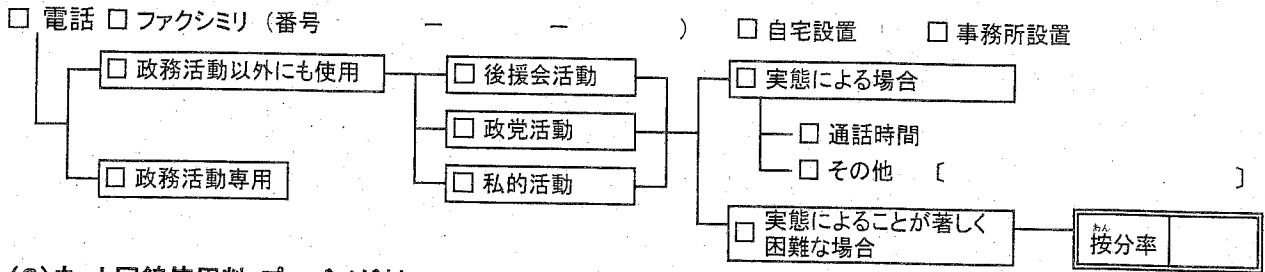 □ 電話 □ ファクシミリ （番号　　－　　－　　） □ 自宅設置 □ 事務所設置
□ 政務活動以外にも使用
□ 政務活動専用
□ 後援会活動
□ 政党活動
□ 私的活動
□ 実態による場合
□ 通話時間
□ その他 〔　　〕
□ 実態によることが著しく
困難な場合
あん
按分率